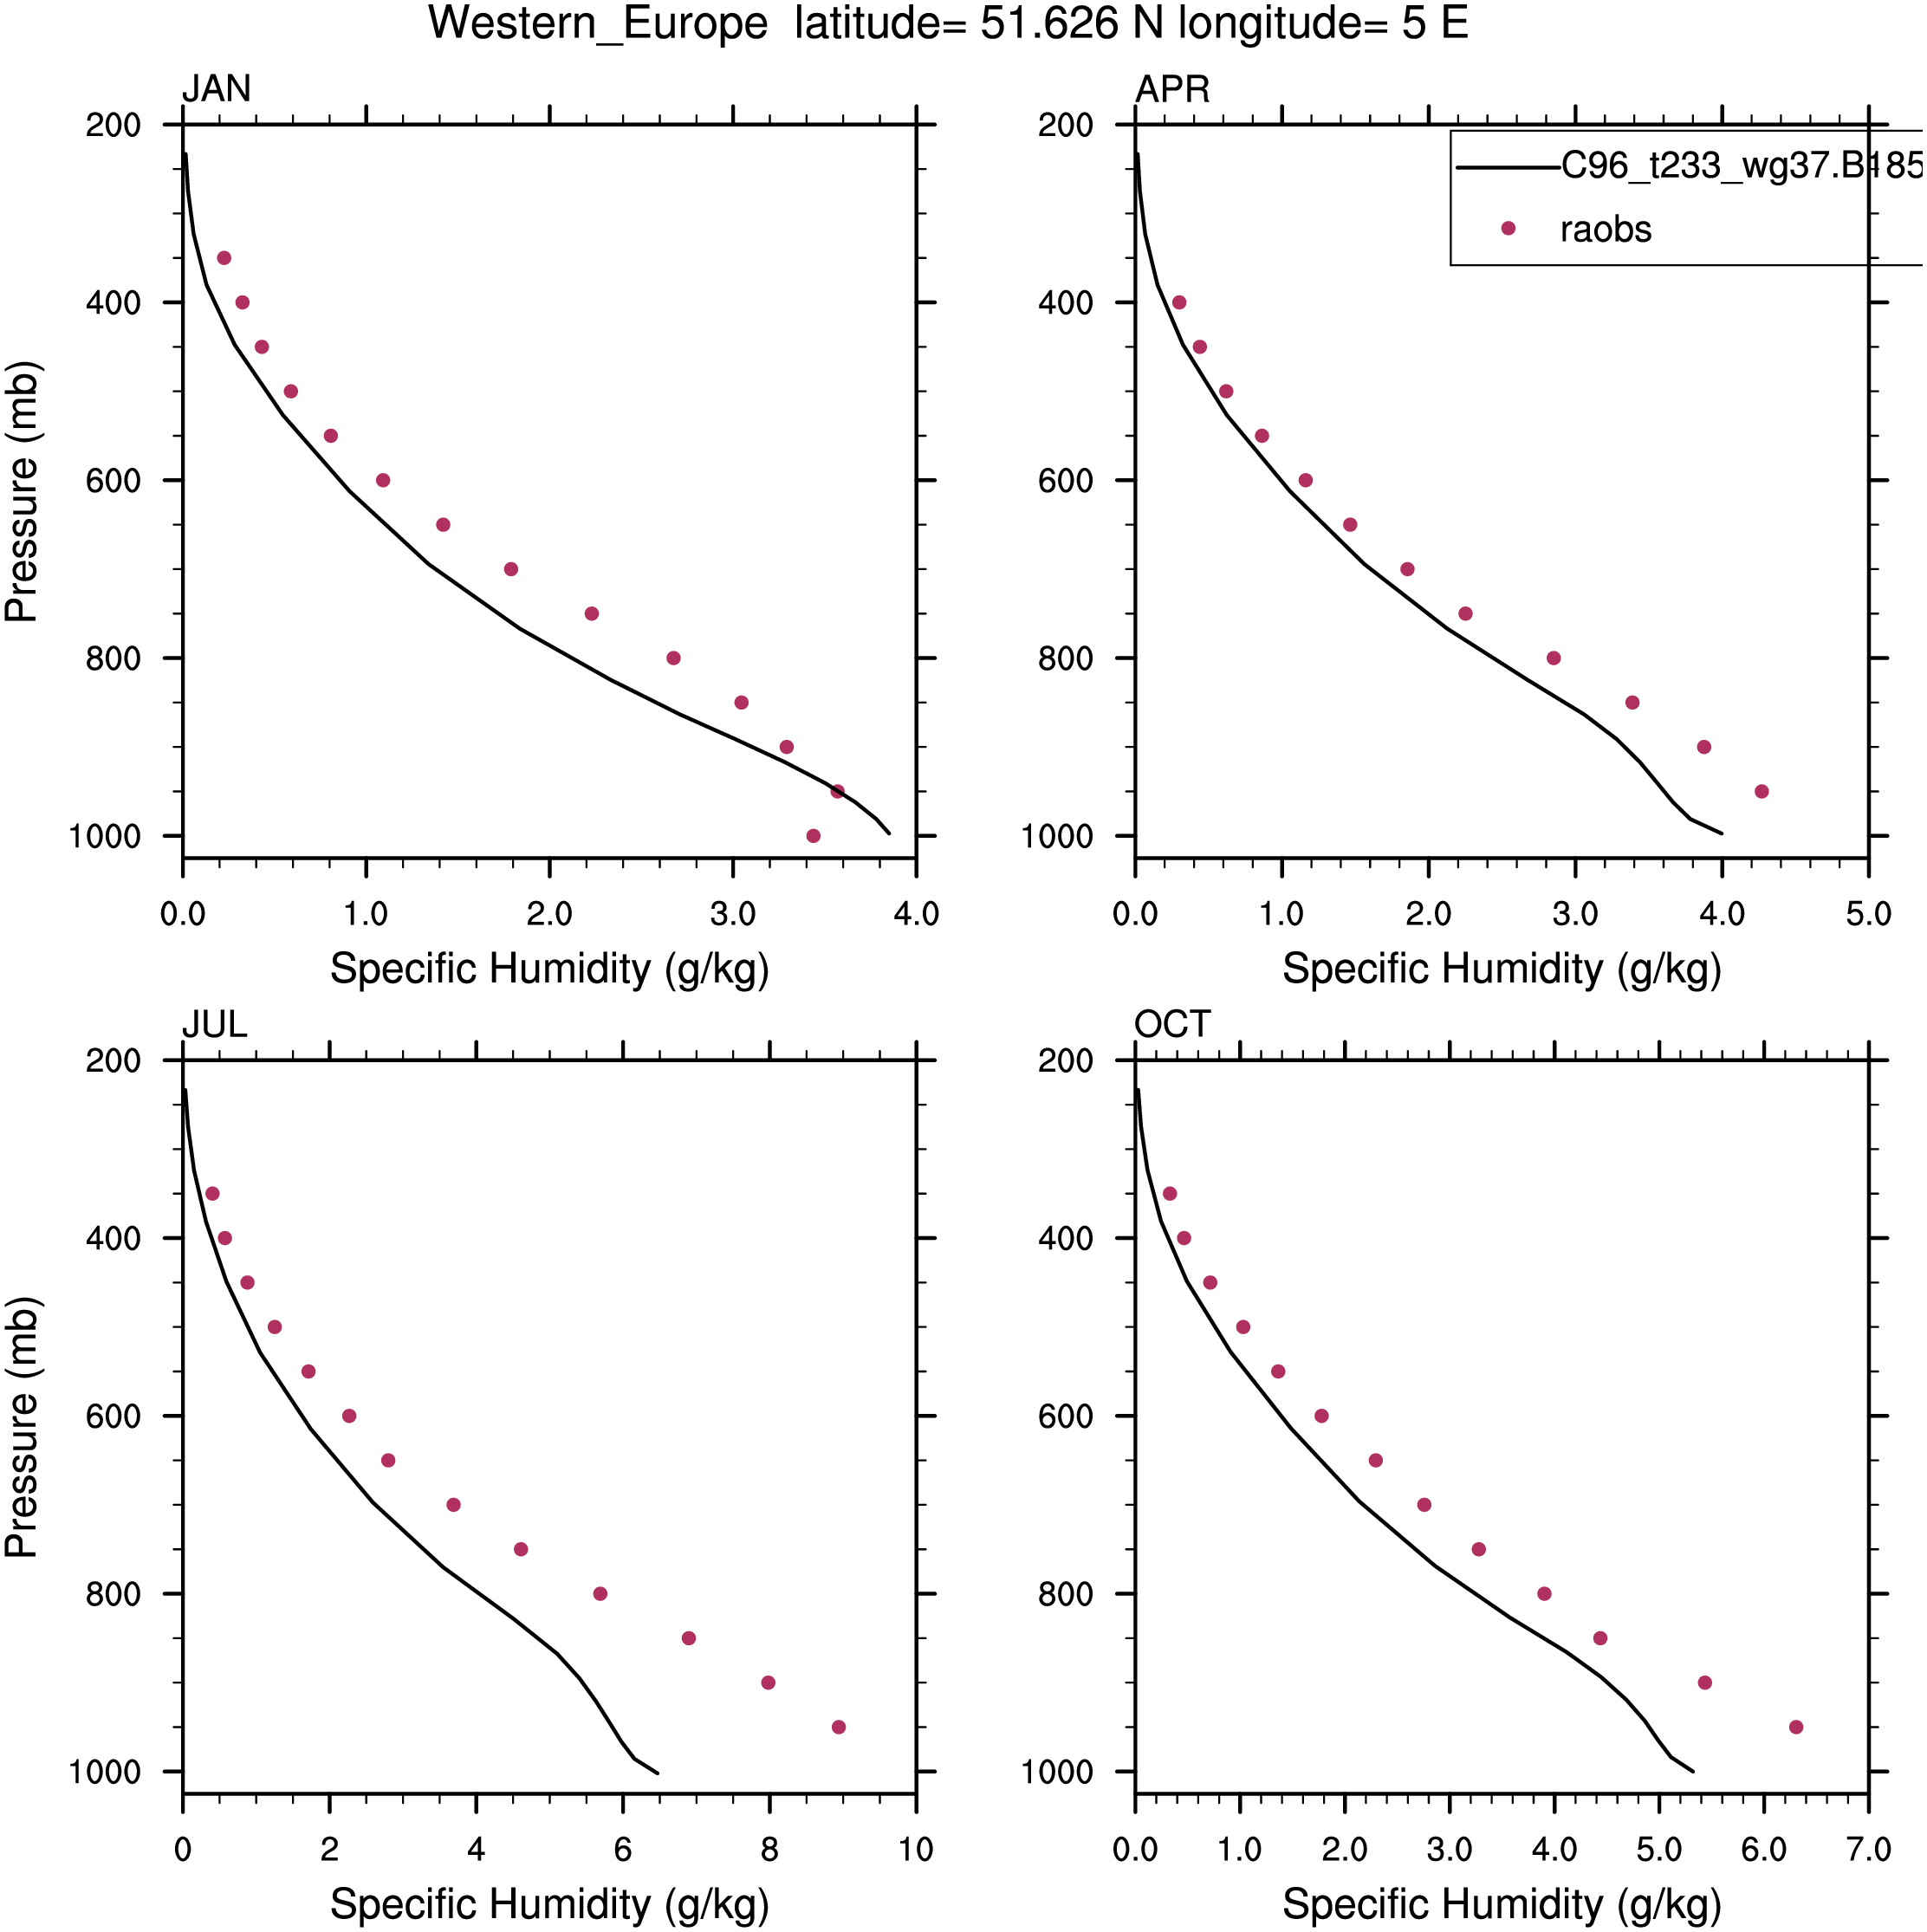 Western_Europe latitude= 51.626 N longitude= 5 E
JAN
200
400
600
800
1000
Pressure (mb)
0.0 1.0 2.0 3.0 4.0
Specific Humidity (g/kg)
APR
200
400
600
800
1000
C96_t233_wg37.B185
raobs
0.0 1.0 2.0 3.0 4.0 5.0
Specific Humidity (g/kg)
JUL
200
400
600
800
1000
Pressure (mb)
0 2 4 6 8 10
Specific Humidity (g/kg)
OCT
200
400
600
800
1000
0.0 1.0 2.0 3.0 4.0 5.0 6.0 7.0
Specific Humidity (g/kg)